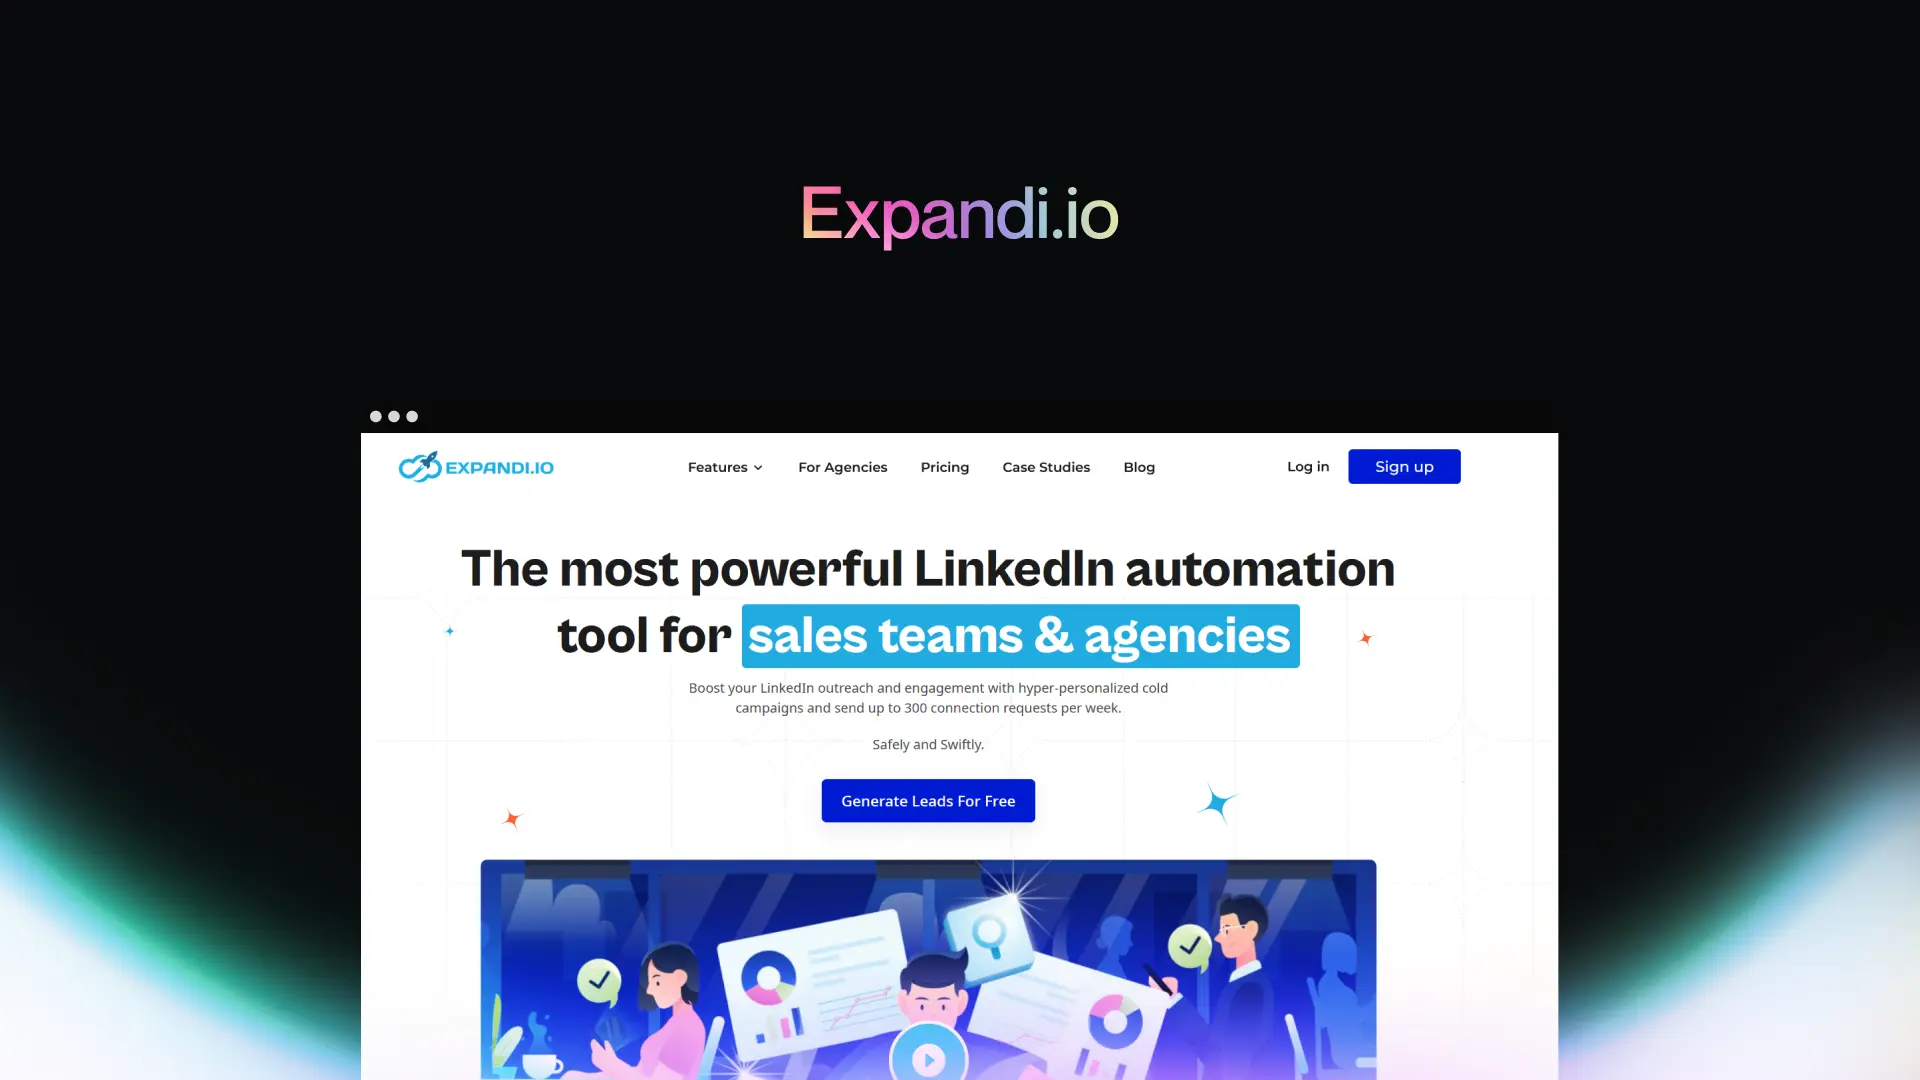 Expandi.io
EXPANDI.IO
Features
For Agencies
Pricing
Case Studies
Blog
Log in
Sign up
The most powerful LinkedIn automation
tool for sales teams & agencies
Boost your LinkedIn outreach and engagement with hyper-personalized cold
campaigns and send up to 300 connection requests per week.
Safely and Swiftly.
Generate Leads For Free